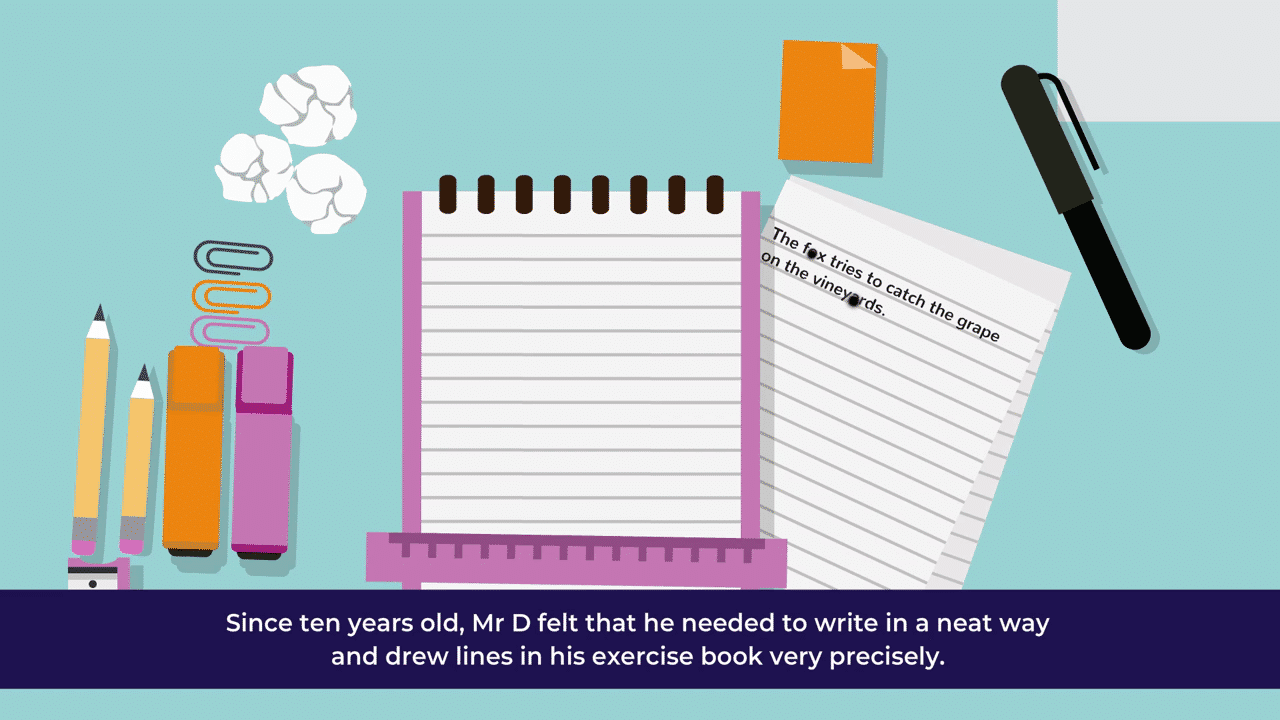 The fox tries to catch the grape
on the vineyards.
Since ten years old, Mr D felt that he needed to write in a neat way
and drew lines in his exercise book very precisely.